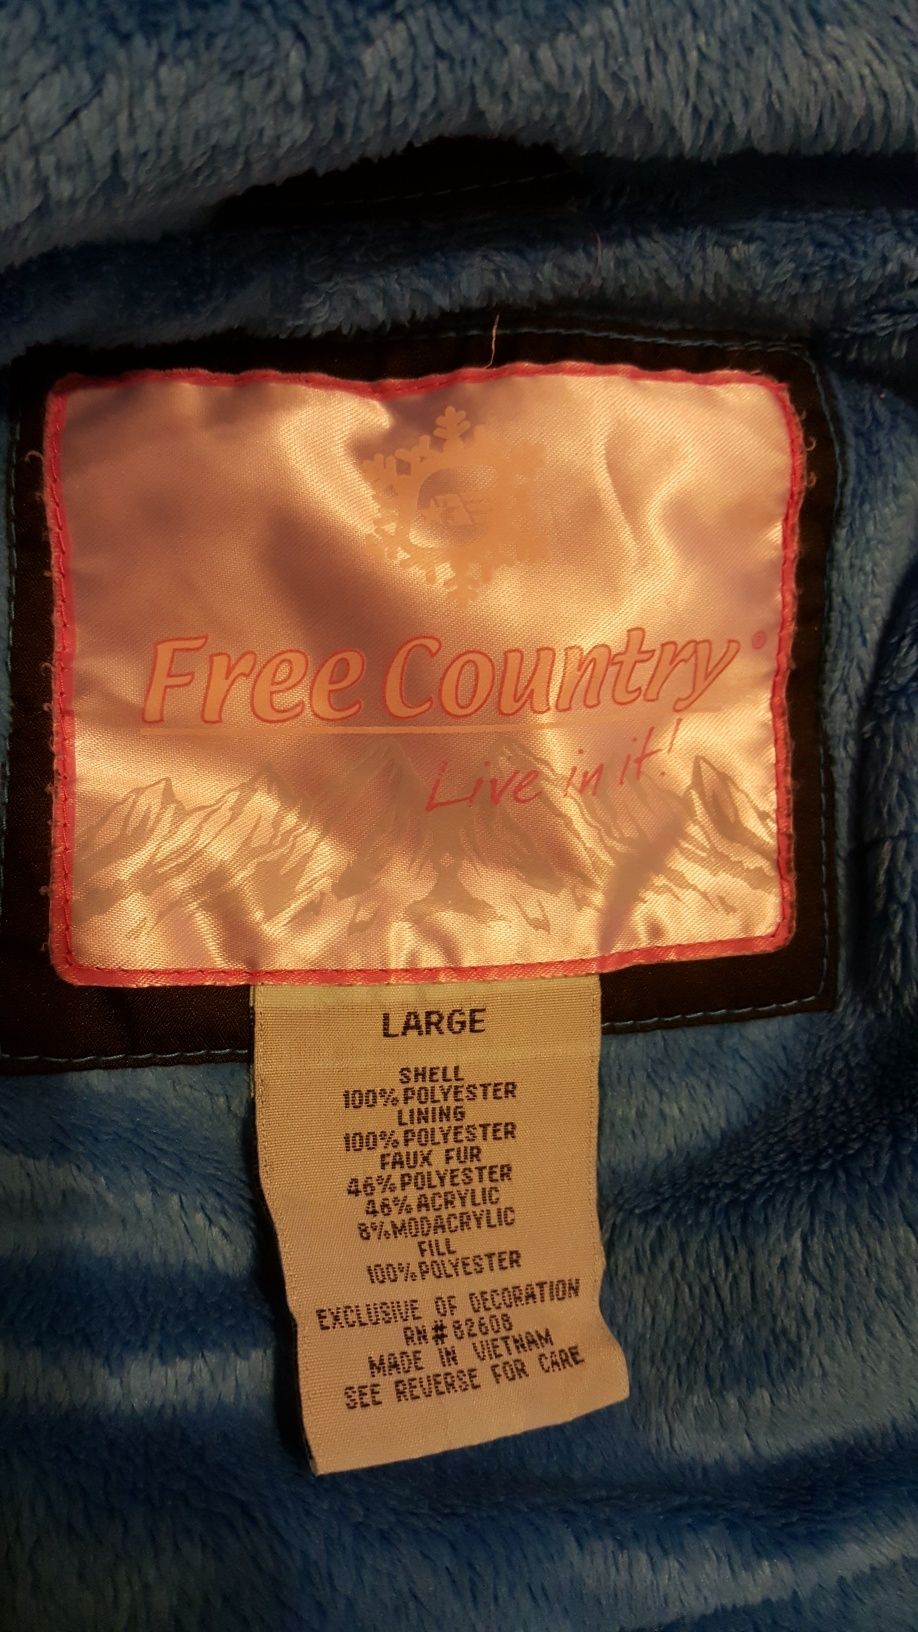 Free Country®
Live in it!
LARGE
SHELL
100% POLYESTER
LINING
100% POLYESTER
FAUX FUR
46% POLYESTER
46% ACRYLIC
8% MODACRYLIC
FILL
100% POLYESTER
EXCLUSIVE OF DECORATION
RN# 82608
MADE IN VIETNAM
SEE REVERSE FOR CARE